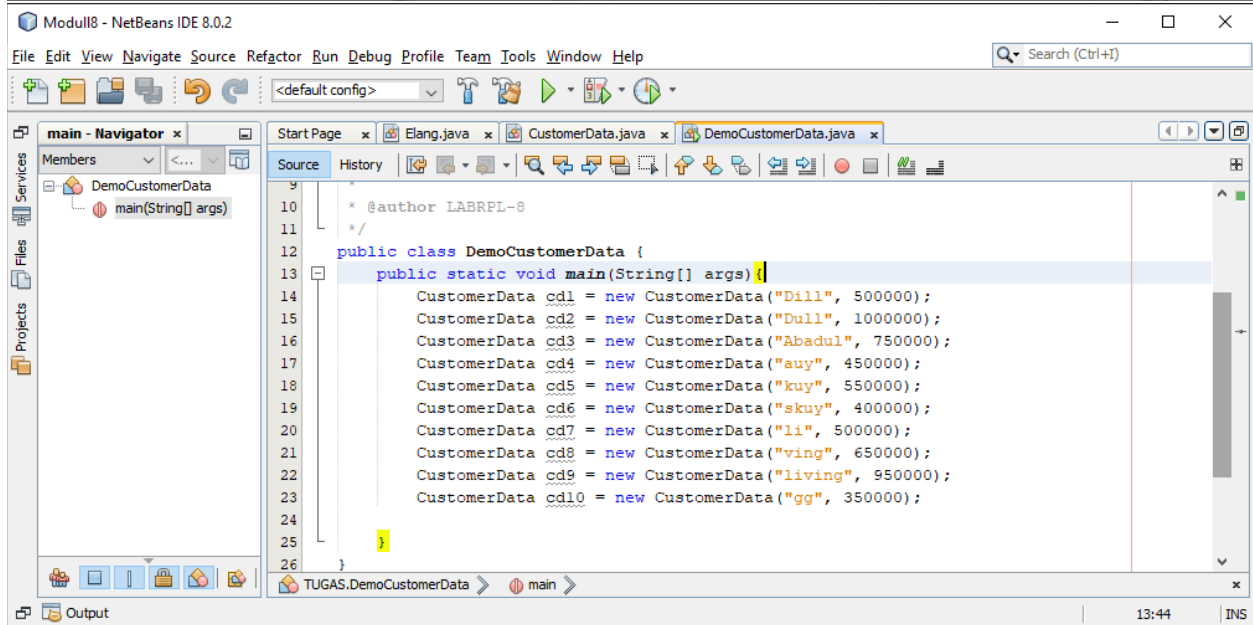 Modull8 - NetBeans IDE 8.0.2
File Edit View Navigate Source Refactor Run Debug Profile Team Tools Window Help
Search (Ctrl+I)
<default config>
main - Navigator
Start Page
Elang.java
CustomerData.java
DemoCustomerData.java
Members
<...
Source History
Services
Files
Projects
DemoCustomerData
main(String[] args)
9 *
10 * @author LABRPL-8
11 */
12 public class DemoCustomerData {
13 public static void main(String[] args){
14 CustomerData cd1 = new CustomerData("Dill", 500000);
15 CustomerData cd2 = new CustomerData("Dull", 1000000);
16 CustomerData cd3 = new CustomerData("Abadul", 750000);
17 CustomerData cd4 = new CustomerData("auy", 450000);
18 CustomerData cd5 = new CustomerData("kuy", 550000);
19 CustomerData cd6 = new CustomerData("skuy", 400000);
20 CustomerData cd7 = new CustomerData("li", 500000);
21 CustomerData cd8 = new CustomerData("ving", 650000);
22 CustomerData cd9 = new CustomerData("living", 950000);
23 CustomerData cd10 = new CustomerData("gg", 350000);
24
25 }
26 }
TUGAS.DemoCustomerData
main
Output
13:44 INS